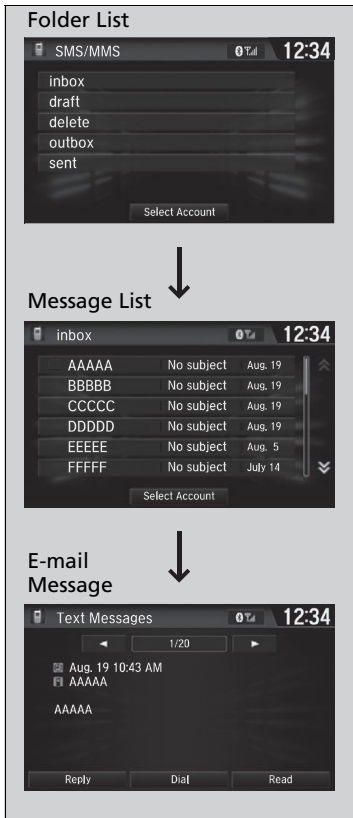 Folder List
SMS/MMS 12:34
inbox
draft
delete
outbox
sent
Select Account
Message List
inbox 12:34
AAAAA No subject Aug. 19
BBBBB No subject Aug. 19
CCCCC No subject Aug. 19
DDDDD No subject Aug. 19
EEEEE No subject Aug. 5
FFFFF No subject July 14
Select Account
E-mail
Message
Text Messages 12:34
1/20
Aug. 19 10:43 AM
AAAAA
AAAAA
Reply Dial Read